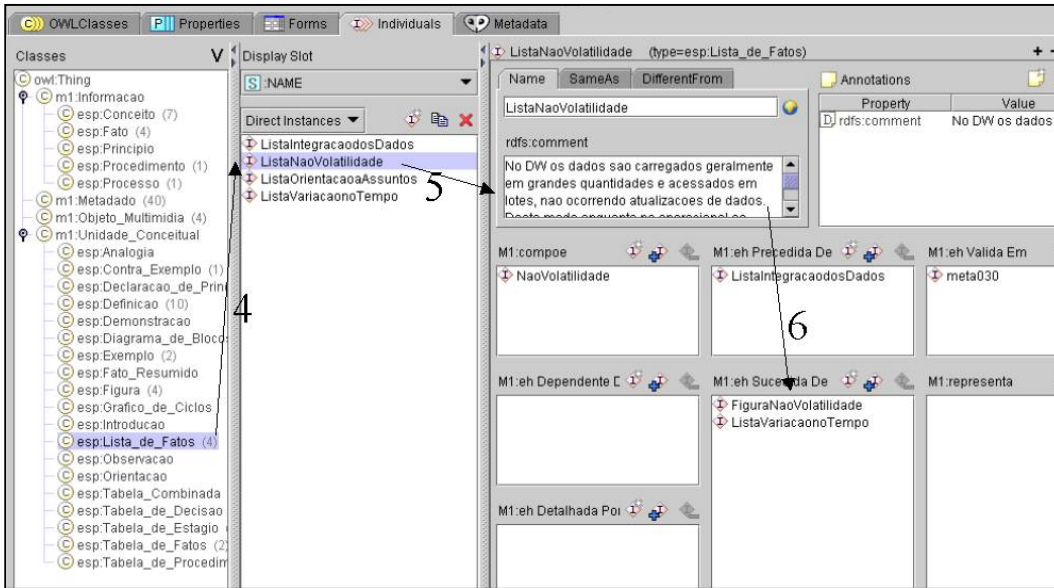 OWLClasses Properties Forms Individuals Metadata
Classes V
owl:Thing
m1:Informacao
esp:Conceito (7)
esp:Fato (4)
esp:Principio
esp:Procedimento (1)
esp:Processo (1)
m1:Metadado (40)
m1:Objeto_Multimidia (4)
m1:Unidade_Conceitual
esp:Analogia
esp:Contra_Exemplo (1)
esp:Declaracao_de_Prin
esp:Definicao (10)
esp:Demonstracao
esp:Diagrama_de_Blocos
esp:Exemplo (2)
esp:Fato_Resumido
esp:Figura (4)
esp:Grafico_de_Ciclos
esp:Introducao
esp:Lista_de_Fatos (4)
esp:Observacao
esp:Orientacao
esp:Tabela_Combinada
esp:Tabela_de_Decisao
esp:Tabela_de_Estagio
esp:Tabela_de_Fatos (2)
esp:Tabela_de_Procedim
4
Display Slot
S :NAME
Direct Instances
ListaIntegracaodosDados
ListaNaoVolatilidade
ListaOrientacaoaAssuntos
ListaVariacaonoTempo
5
ListaNaoVolatilidade (type=esp:Lista_de_Fatos)
Name SameAs DifferentFrom
ListaNaoVolatilidade
rdfs:comment
No DW os dados sao carregados geralmente
em grandes quantidades e acessados em
lotes, nao ocorrendo atualizacoes de dados.
Annotations
Property Value
D rdfs:comment No DW os dados
M1:compoe
NaoVolatilidade
M1:eh Precedida De
ListaIntegracaodosDados
M1:eh Valida Em
meta030
6
M1:eh Dependente D
M1:eh Sucedida De
FiguraNaoVolatilidade
ListaVariacaonoTempo
M1:representa
M1:eh Detalhada Por